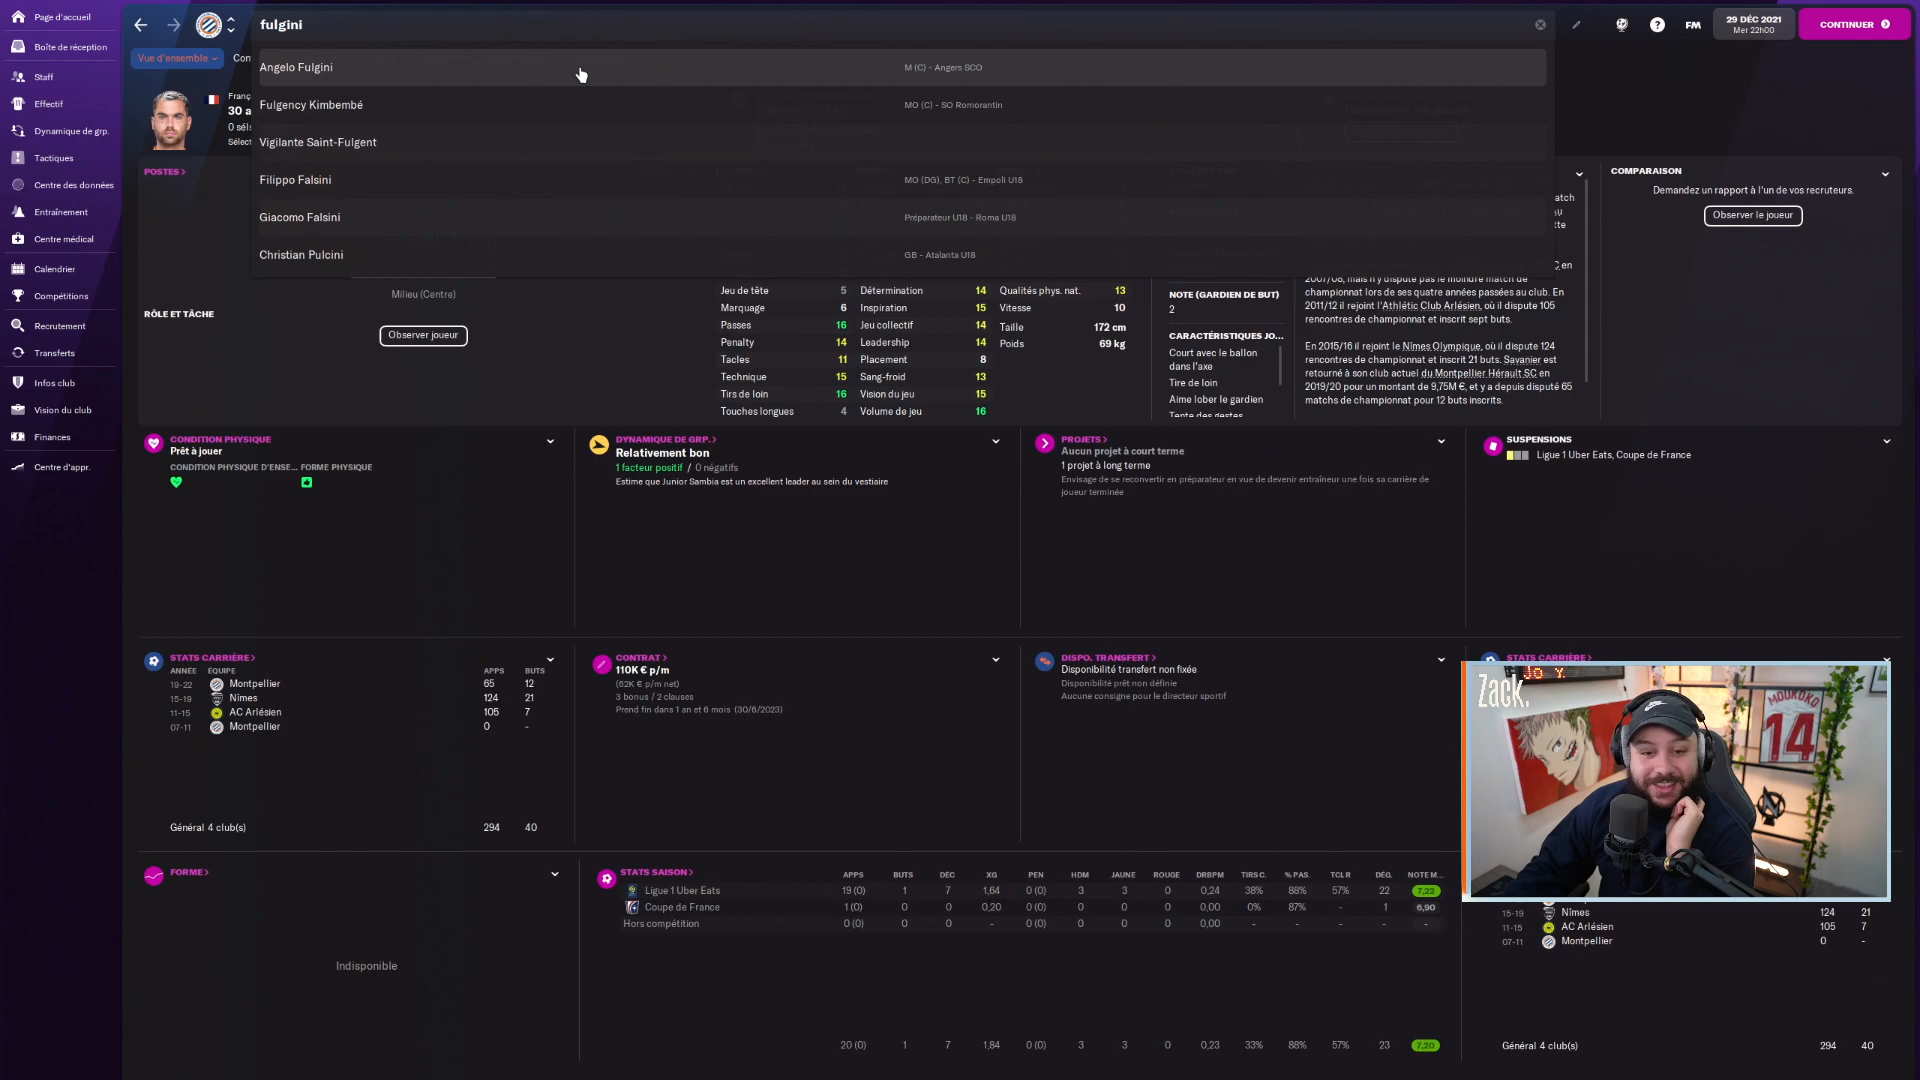 Page d'accueil
Boîte de réception
Staff
Effectif
Dynamique de grp.
Tactiques
Centre des données
Entraînement
Centre médical
Calendrier
Compétitions
Recrutement
Transferts
Infos club
Vision du club
Finances
Centre d'appr.
fulgini
FM
29 DÉC 2021
Mer 22h00
CONTINUER
Vue d'ensemble
Con
Angelo Fulgini M (C) - Angers SCO
Fulgency Kimbembé MO (C) - SO Romorantin
Vigilante Saint-Fulgent
Filippo Falsini MO (DG), BT (C) - Empoli U18
Giacomo Falsini Préparateur U18 - Roma U18
Christian Pulcini GB - Atalanta U18
França
30 a
0 séls
Sélect
POSTES >
Milieu (Centre)
RÔLE ET TÂCHE
Observer joueur
Jeu de tête 5 Détermination 14 Qualités phys. nat. 13
Marquage 6 Inspiration 15 Vitesse 10
Passes 16 Jeu collectif 14 Taille 172 cm
Penalty 14 Leadership 14 Poids 69 kg
Tacles 11 Placement 8
Technique 15 Sang-froid 13
Tirs de loin 16 Vision du jeu 15
Touches longues 4 Volume de jeu 16
NOTE (GARDIEN DE BUT)
2
CARACTÉRISTIQUES JO...
Court avec le ballon
dans l'axe
Tire de loin
Aime lober le gardien
Tente des gestes
2007/08, mais n'y dispute pas le moindre match de
championnat lors de ses quatre années passées au club. En
2011/12 il rejoint l'Athlétic Club Arlésien, où il dispute 105
rencontres de championnat et inscrit sept buts.
En 2015/16 il rejoint le Nîmes Olympique, où il dispute 124
rencontres de championnat et inscrit 21 buts. Savanier est
retourné à son club actuel du Montpellier Hérault SC en
2019/20 pour un montant de 9,75M €, et y a depuis disputé 65
matchs de championnat pour 12 buts inscrits.
COMPARAISON
Demandez un rapport à l'un de vos recruteurs.
Observer le joueur
CONDITION PHYSIQUE
Prêt à jouer
CONDITION PHYSIQUE D'ENSE... FORME PHYSIQUE
DYNAMIQUE DE GRP. >
Relativement bon
1 facteur positif / 0 négatifs
Estime que Junior Sambia est un excellent leader au sein du vestiaire
PROJETS >
Aucun projet à court terme
1 projet à long terme
Envisage de se reconvertir en préparateur en vue de devenir entraîneur une fois sa carrière de
joueur terminée
SUSPENSIONS
Ligue 1 Uber Eats, Coupe de France
STATS CARRIÈRE >
ANNÉE ÉQUIPE APPS BUTS
19-22 Montpellier 65 12
15-19 Nîmes 124 21
11-15 AC Arlésien 105 7
07-11 Montpellier 0 -
Général 4 club(s) 294 40
CONTRAT >
110K € p/m
(62K € p/m net)
3 bonus / 2 clauses
Prend fin dans 1 an et 6 mois (30/6/2023)
DISPO. TRANSFERT >
Disponibilité transfert non fixée
Disponibilité prêt non définie
Aucune consigne pour le directeur sportif
STATS CARRIÈRE >
Zack.
Jo Y.
MOUKOKO
14
15-19 Nîmes 124 21
11-15 AC Arlésien 105 7
07-11 Montpellier 0 -
Général 4 club(s) 294 40
FORME >
Indisponible
STATS SAISON > APPS BUTS DÉC XG PEN HDM JAUNE ROUGE DRBPM TIRS C. % PAS. TCL R DÉG. NOTE M...
Ligue 1 Uber Eats 19 (0) 1 7 1,64 0 (0) 3 3 0 0,24 38% 88% 57% 22 7,22
Coupe de France 1 (0) 0 0 0,20 0 (0) 0 0 0 0,00 0% 87% - 1 6,90
Hors compétition 0 (0) 0 0 - 0 (0) 0 0 0 0,00 - - - - -
20 (0) 1 7 1,84 0 (0) 3 3 0 0,23 33% 88% 57% 23 7,20